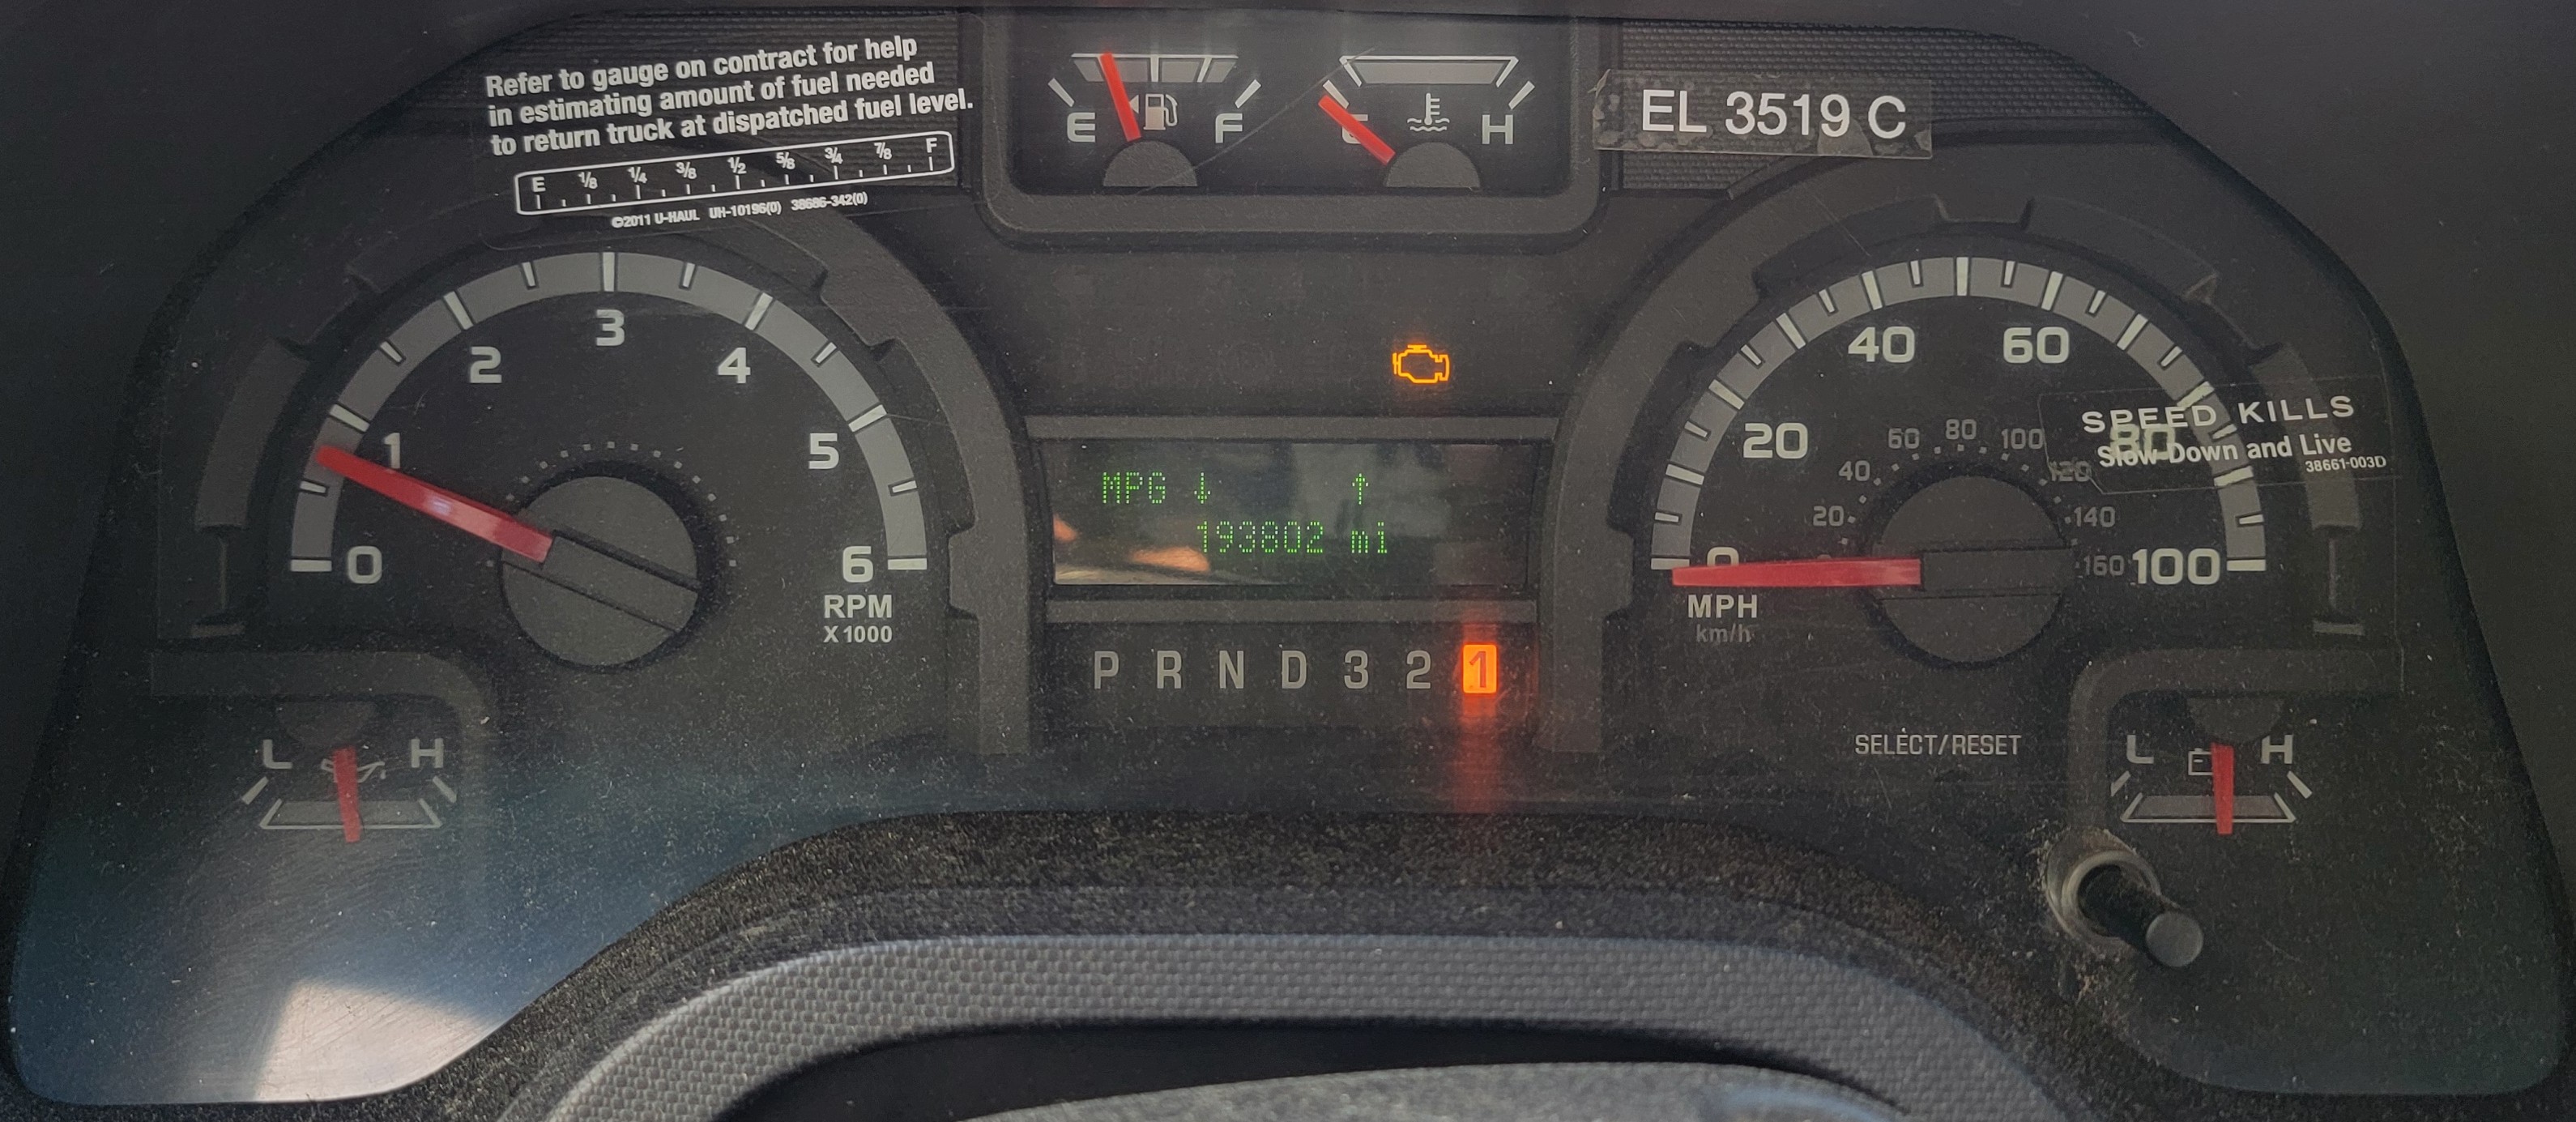 Refer to gauge on contract for help
in estimating amount of fuel needed
to return truck at dispatched fuel level.
E ⅛ ¼ ⅜ ½ ⅝ ¾ ⅞ F
©2011 U-HAUL UH-10196(0) 38686-342(0)
E F
C H
EL 3519 C
0 1 2 3 4 5 6
RPM
X1000
MPG ↓ ↑
193802 mi
P R N D 3 2 1
0 20 40 60 80 100
20 40 60 80 100 120 140 160
MPH
km/h
SPEED KILLS
Slow Down and Live
38661-003D
L H
SELECT/RESET
L H